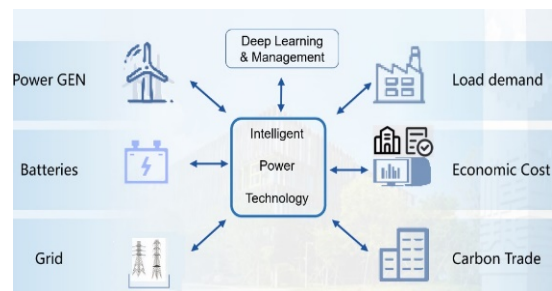 Deep Learning
& Management
Power GEN
Load demand
Intelligent
Power
Technology
Batteries
Economic Cost
Grid
Carbon Trade